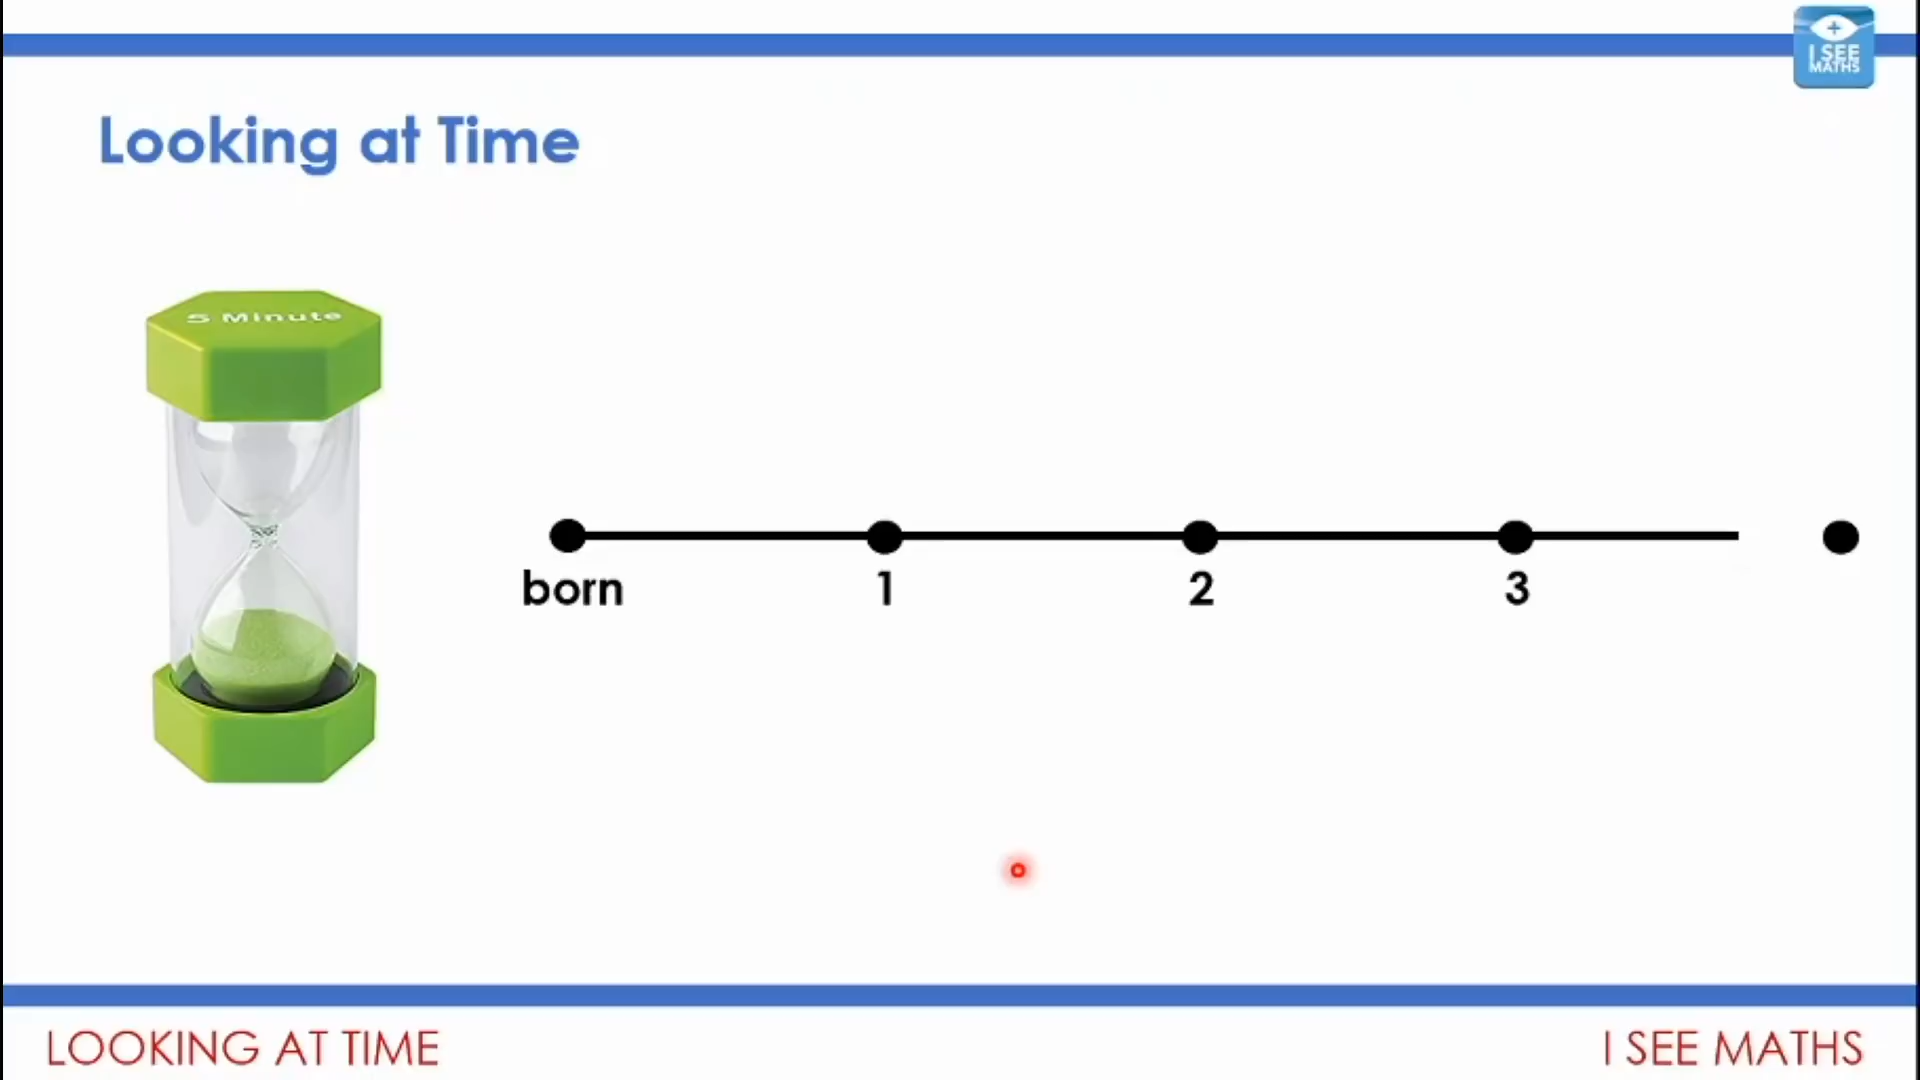 I SEE
MATHS
Looking at Time
5 Minute
born 1 2 3
LOOKING AT TIME
I SEE MATHS